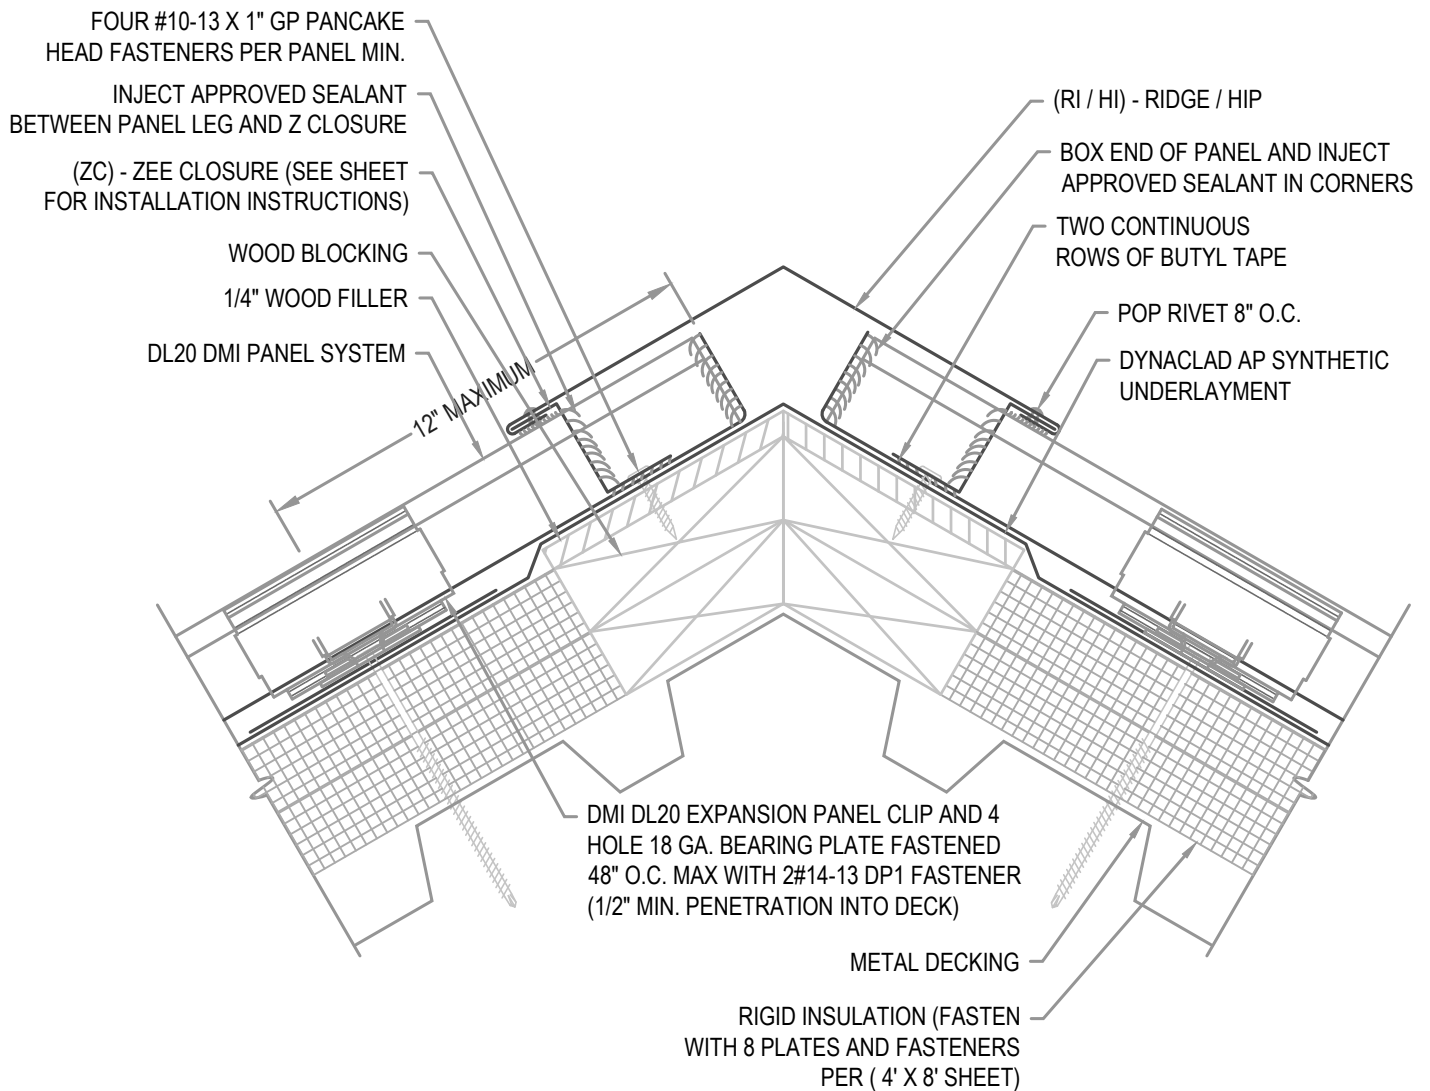 FOUR #10-13 X 1" GP PANCAKE
HEAD FASTENERS PER PANEL MIN.
INJECT APPROVED SEALANT
BETWEEN PANEL LEG AND Z CLOSURE
(ZC) - ZEE CLOSURE (SEE SHEET
FOR INSTALLATION INSTRUCTIONS)
WOOD BLOCKING
1/4" WOOD FILLER
DL20 DMI PANEL SYSTEM
12" MAXIMUM
(RI / HI) - RIDGE / HIP
BOX END OF PANEL AND INJECT
APPROVED SEALANT IN CORNERS
TWO CONTINUOUS
ROWS OF BUTYL TAPE
POP RIVET 8" O.C.
DYNACLAD AP SYNTHETIC
UNDERLAYMENT
DMI DL20 EXPANSION PANEL CLIP AND 4
HOLE 18 GA. BEARING PLATE FASTENED
48" O.C. MAX WITH 2#14-13 DP1 FASTENER
(1/2" MIN. PENETRATION INTO DECK)
METAL DECKING
RIGID INSULATION (FASTEN
WITH 8 PLATES AND FASTENERS
PER ( 4' X 8' SHEET)